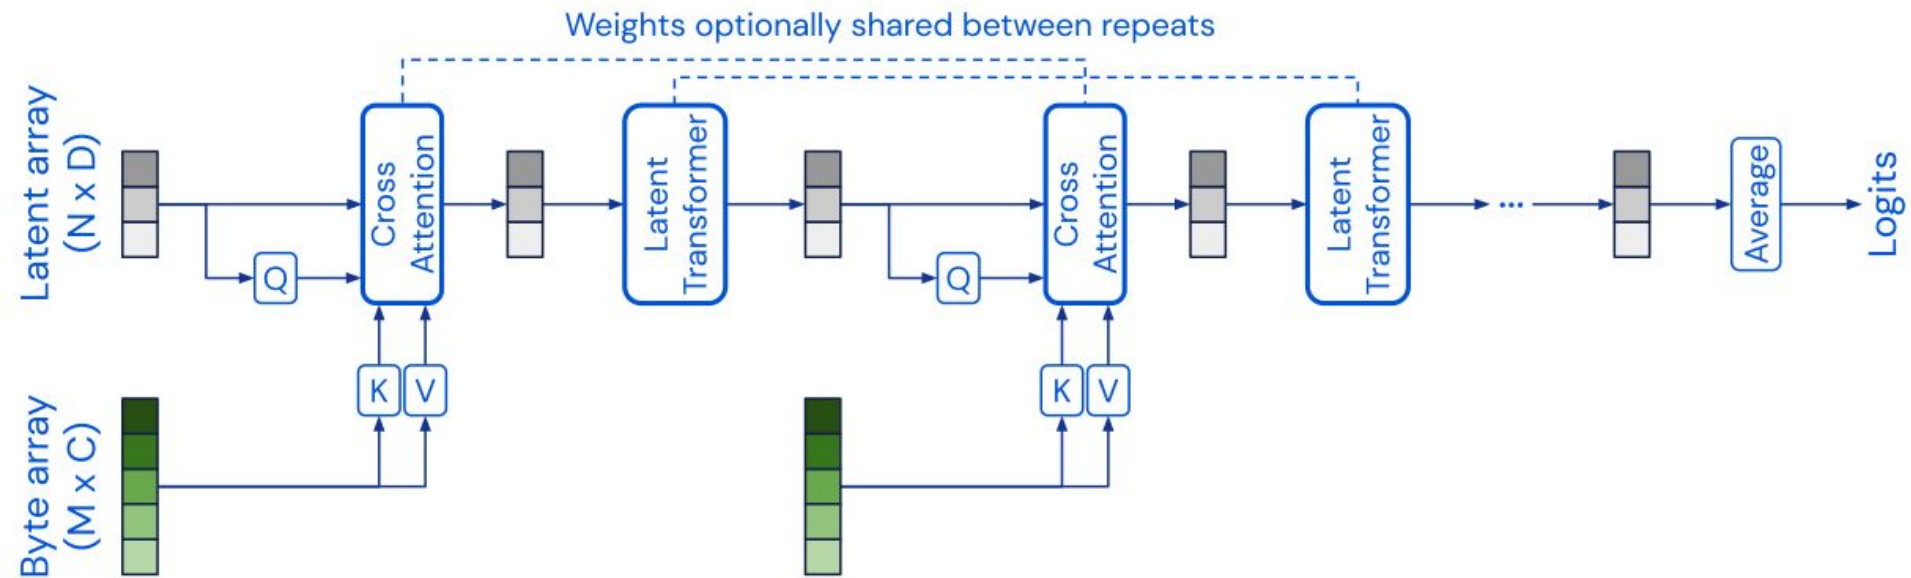 Weights optionally shared between repeats
Latent array
(N x D)
Q
Cross
Attention
K
V
Latent
Transformer
Q
Cross
Attention
K
V
Latent
Transformer
...
Average
Logits
Byte array
(M x C)